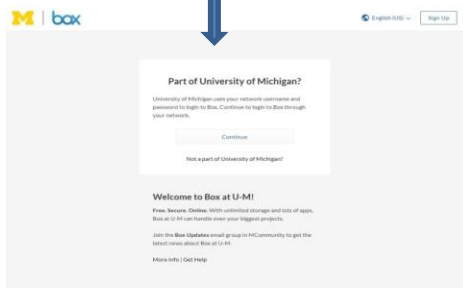 M | box
English (US)
Sign Up
Part of University of Michigan?
University of Michigan uses your network username and
password to login to Box. Continue to login to Box through
your network.
Continue
Not a part of University of Michigan?
Welcome to Box at U-M!
Free. Secure. Online. With unlimited storage and lots of apps,
Box at U-M can handle even your biggest projects.
Join the Box Updates email group in MCommunity to get the
latest news about Box at U-M.
More Info | Get Help